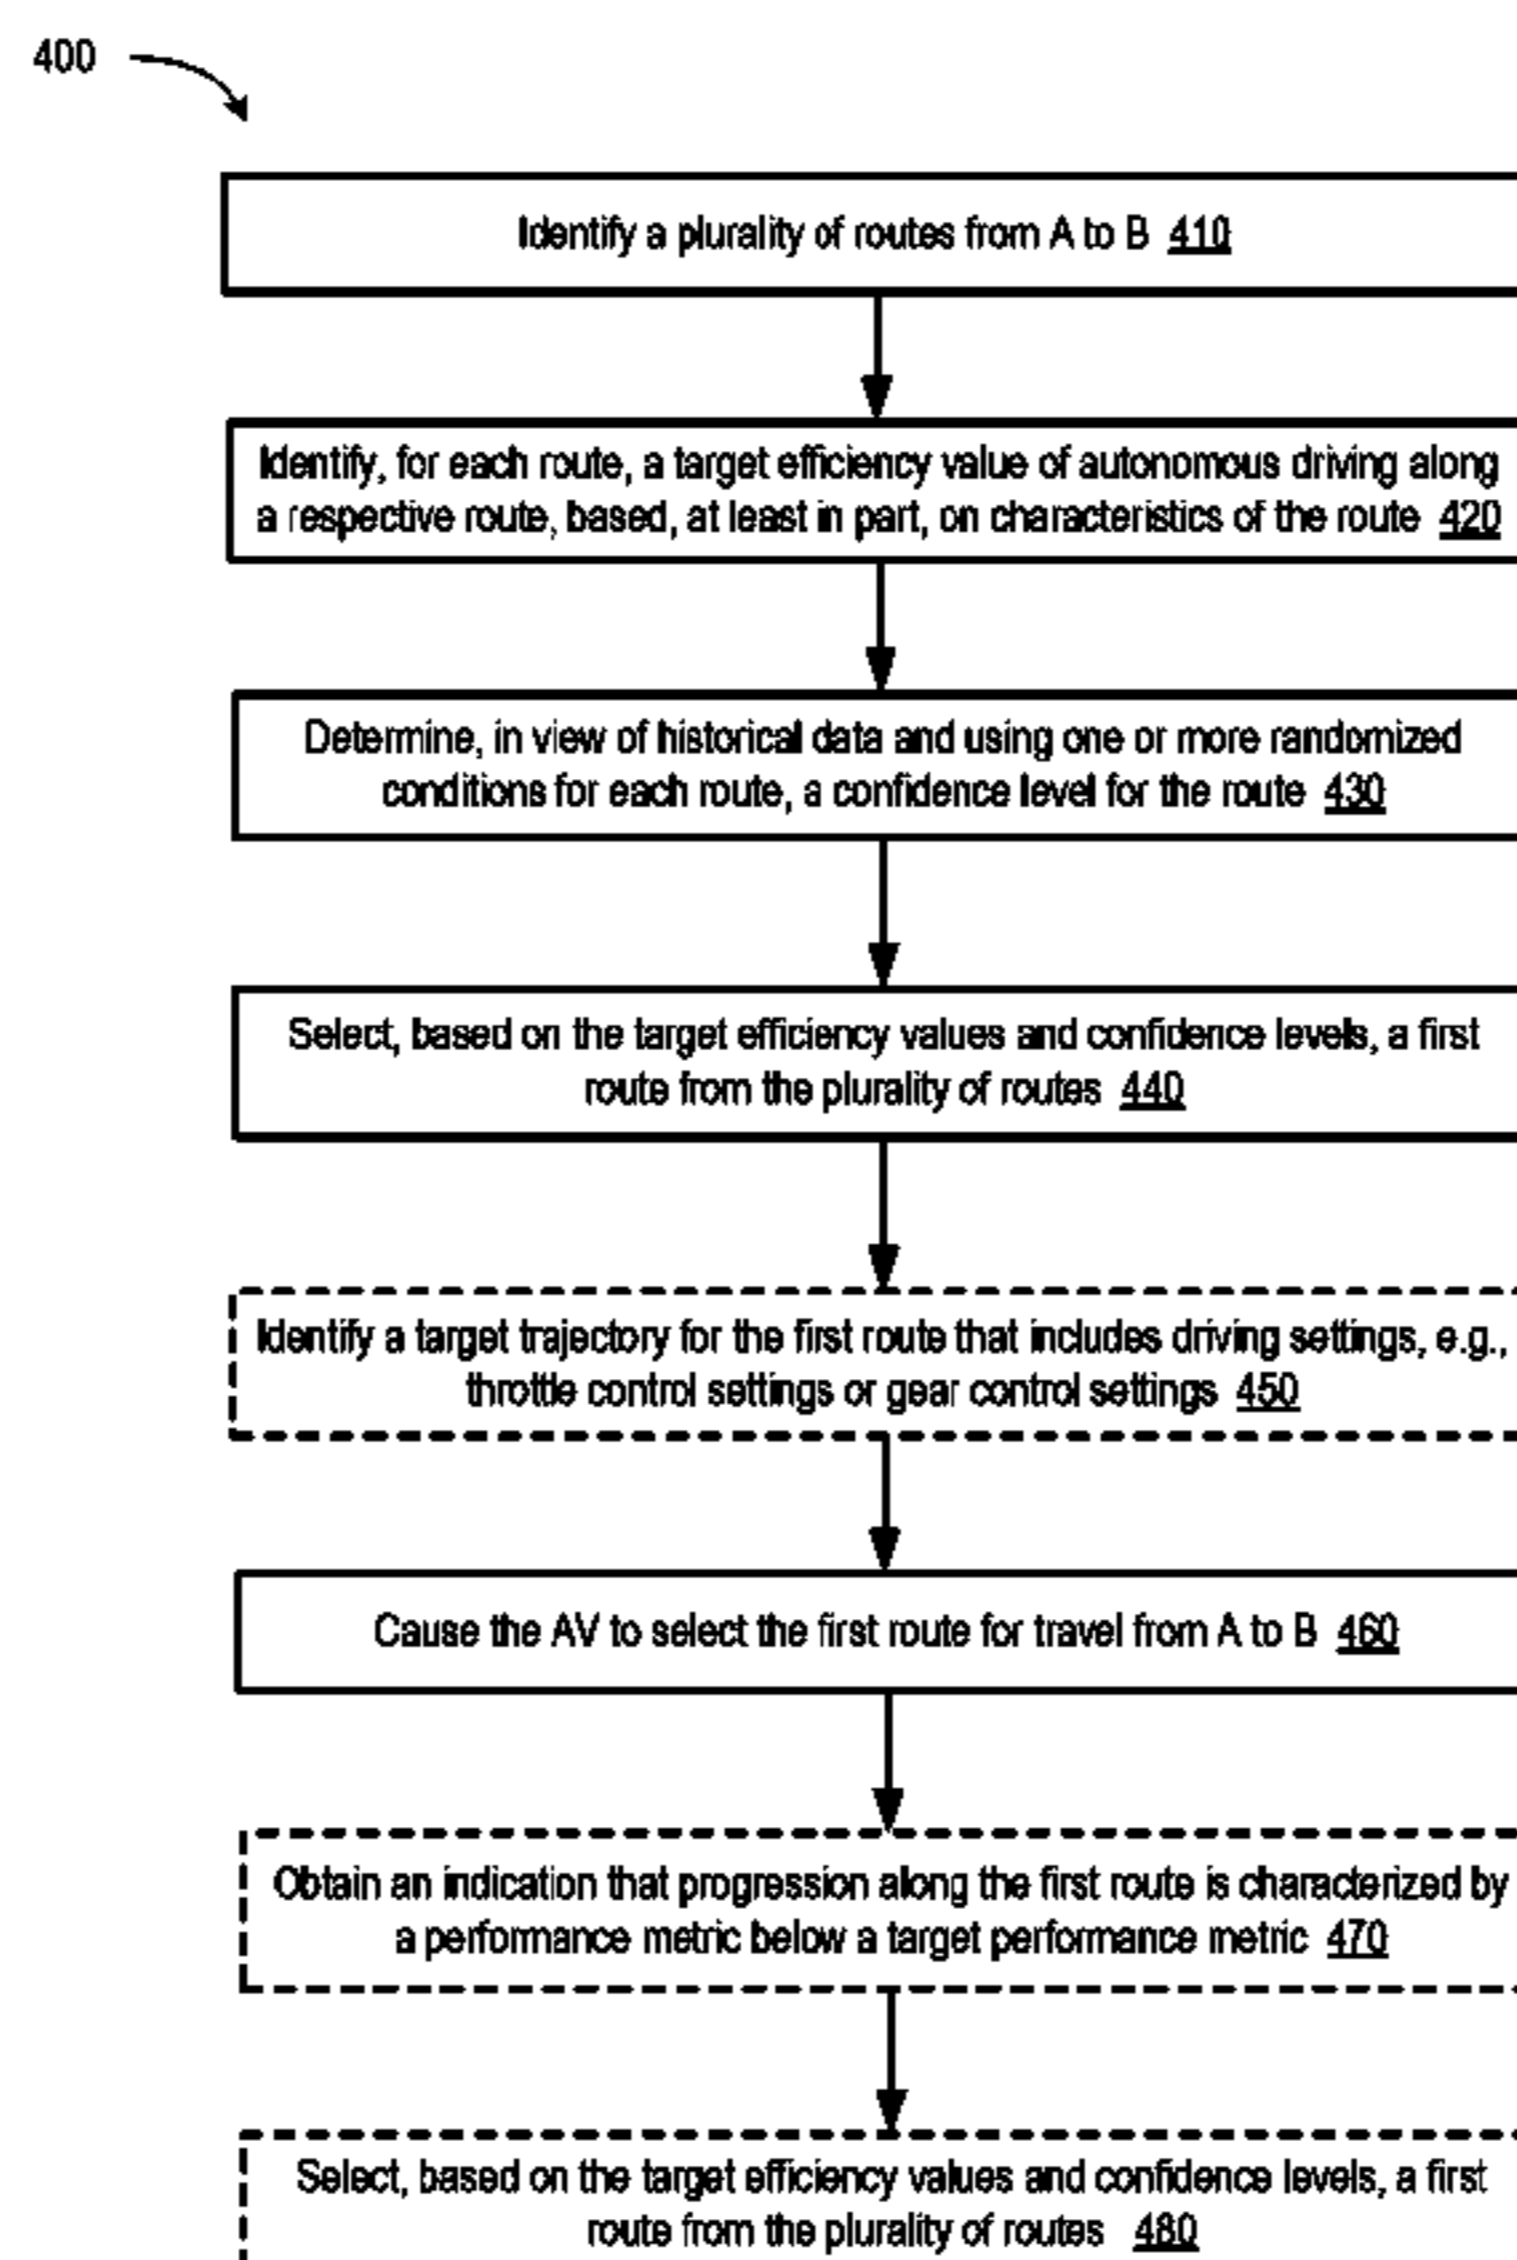 400
Identify a plurality of routes from A to B 410
Identify, for each route, a target efficiency value of autonomous driving along
a respective route, based, at least in part, on characteristics of the route 420
Determine, in view of historical data and using one or more randomized
conditions for each route, a confidence level for the route 430
Select, based on the target efficiency values and confidence levels, a first
route from the plurality of routes 440
Identify a target trajectory for the first route that includes driving settings, e.g.,
throttle control settings or gear control settings 450
Cause the AV to select the first route for travel from A to B 460
Obtain an indication that progression along the first route is characterized by
a performance metric below a target performance metric 470
Select, based on the target efficiency values and confidence levels, a first
route from the plurality of routes 480